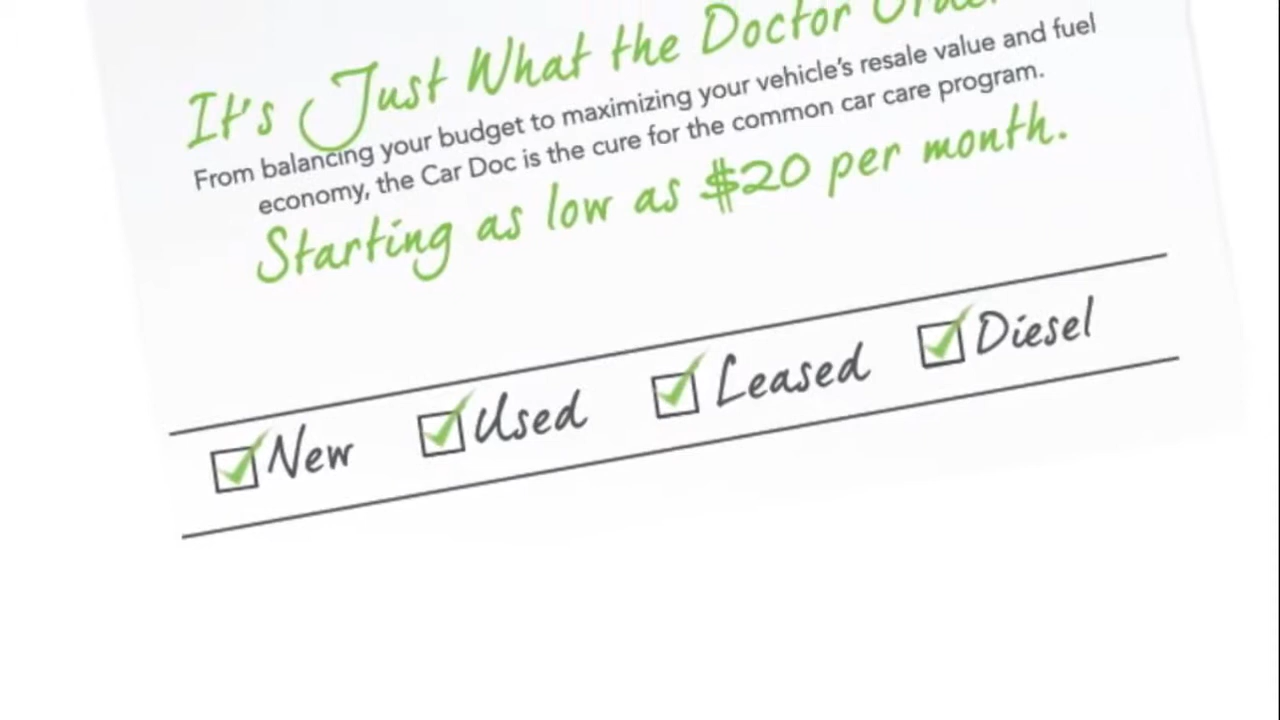 It's Just What the Doctor
From balancing your budget to maximizing your vehicle's resale value and fuel
economy, the Car Doc is the cure for the common car care program.
Starting as low as $20 per month.
New Used Leased Diesel